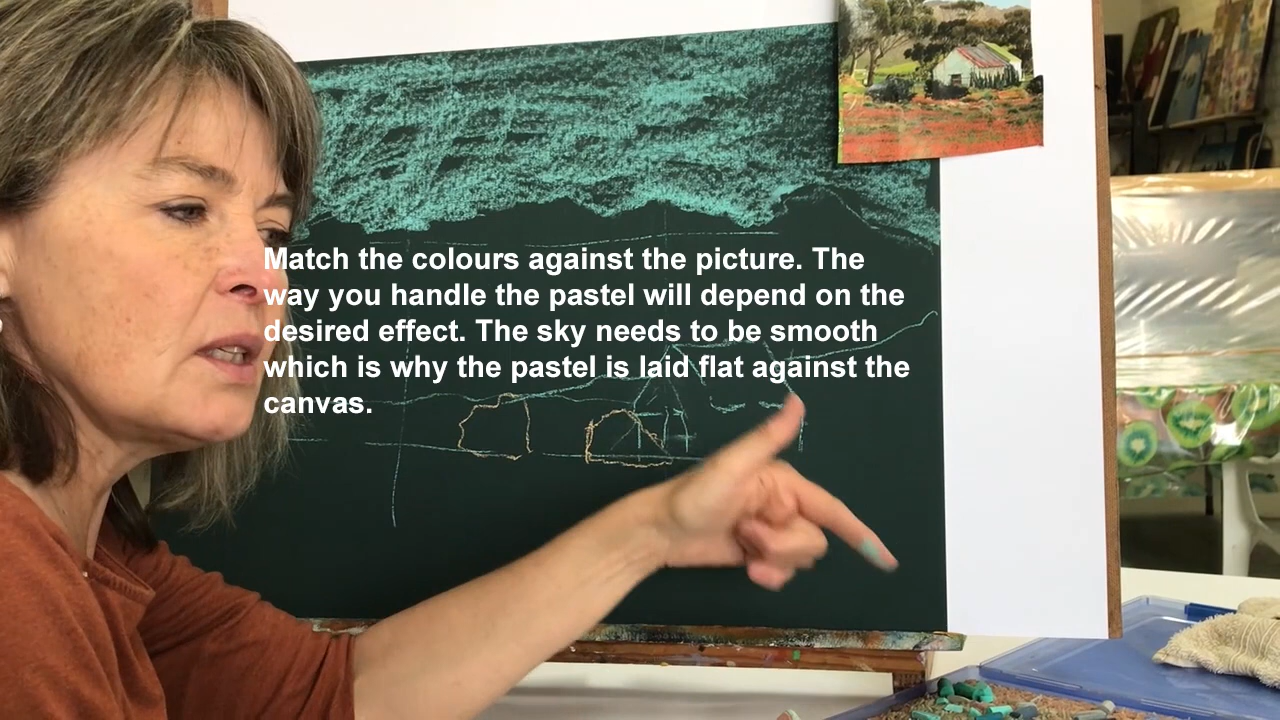 Match the colours against the picture. The
way you handle the pastel will depend on the
desired effect. The sky needs to be smooth
which is why the pastel is laid flat against the
canvas.